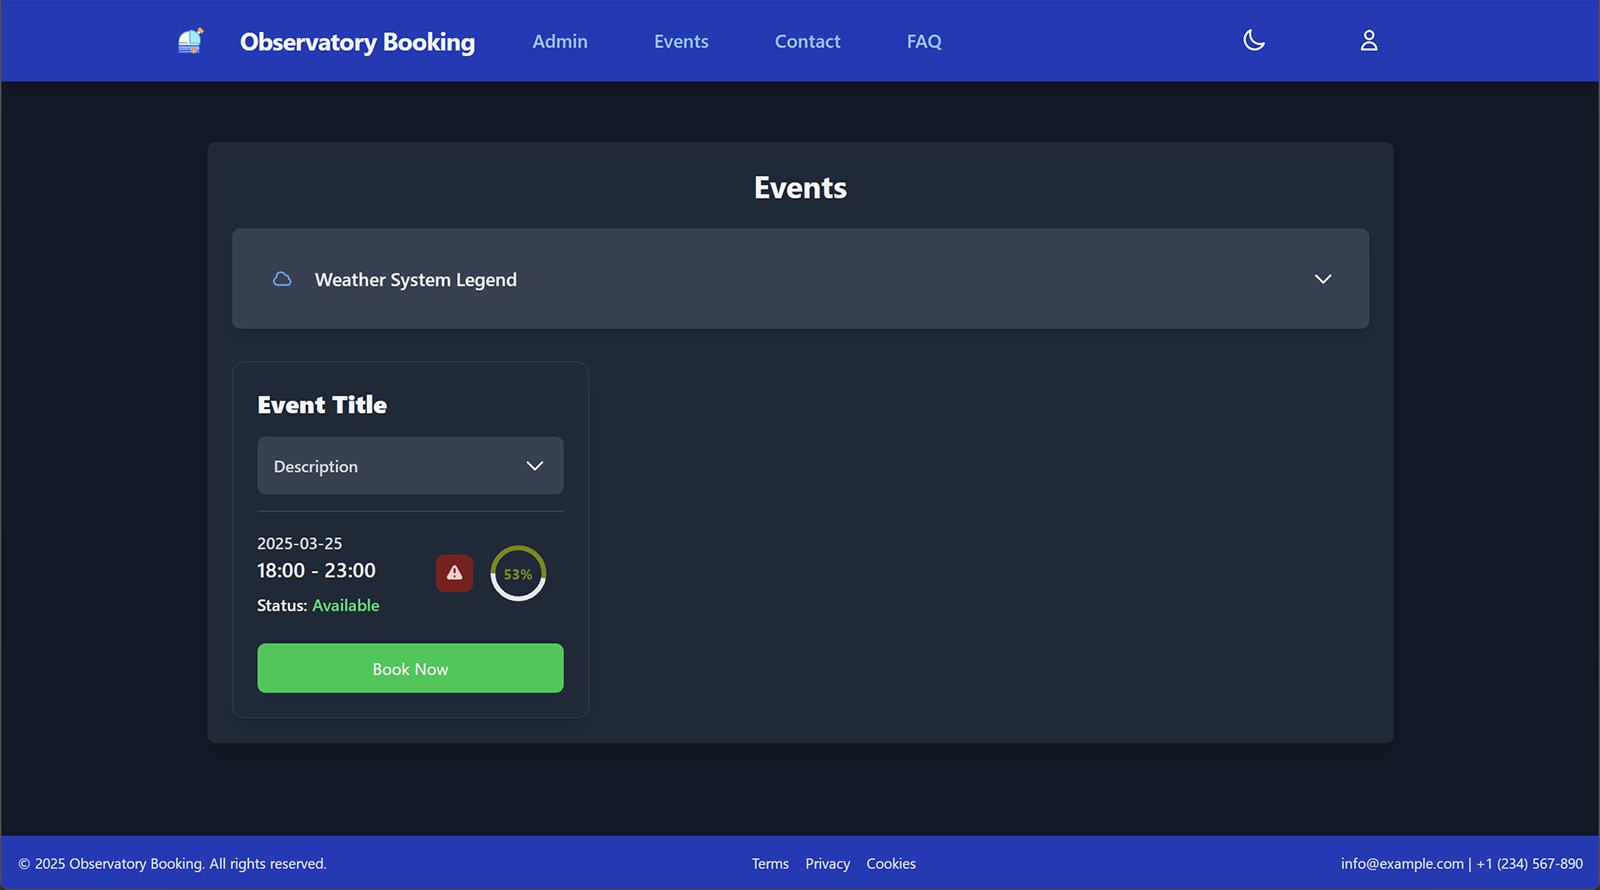 Observatory Booking
Admin
Events
Contact
FAQ
Events
Weather System Legend
Event Title
Description
2025-03-25
18:00 - 23:00
53%
Status: Available
Book Now
© 2025 Observatory Booking. All rights reserved.
Terms
Privacy
Cookies
info@example.com | +1 (234) 567-890